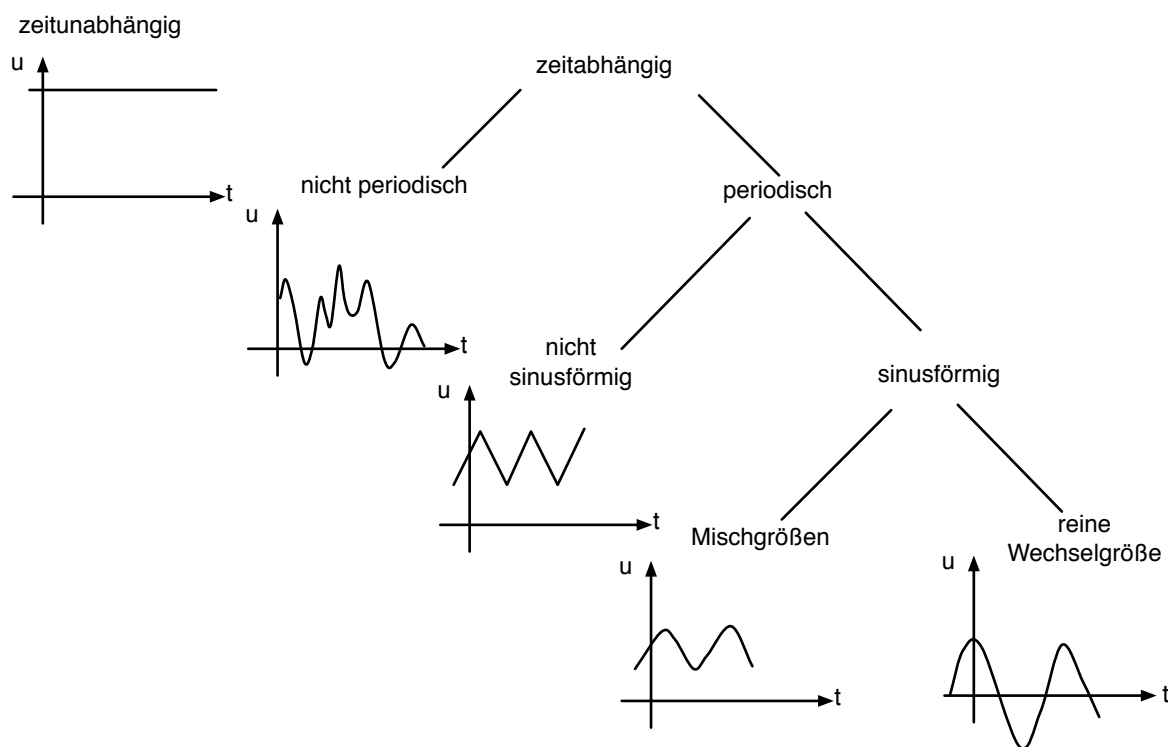 zeitunabhängig
u
t
zeitabhängig
nicht periodisch
u
t
periodisch
nicht
sinusförmig
u
t
sinusförmig
Mischgrößen
u
t
reine
Wechselgröße
u
t